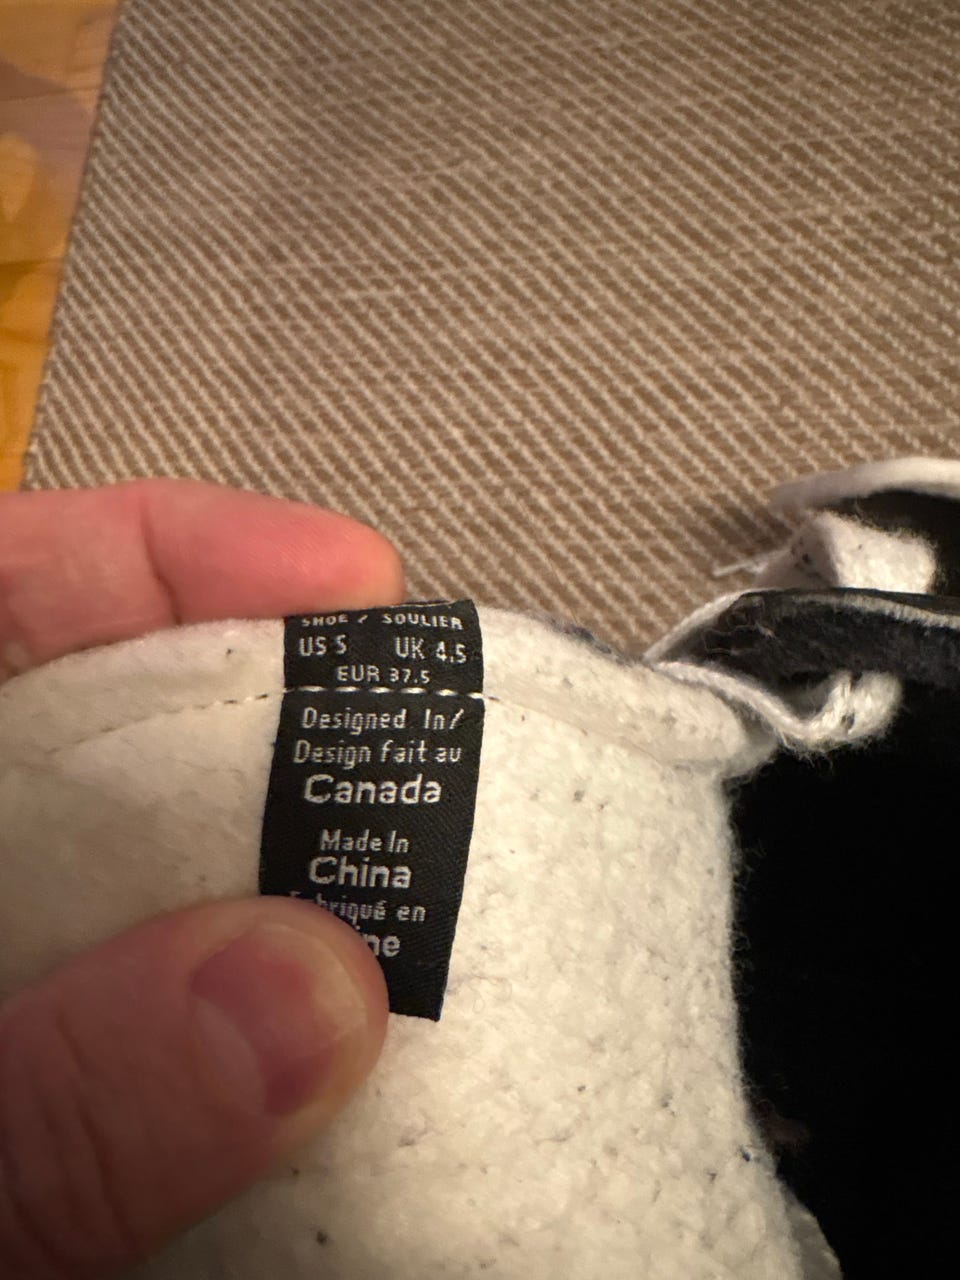 SHOE / SOULIER
US 5 UK 4.5
EUR 37.5
Designed In/
Design fait au
Canada
Made In
China
en